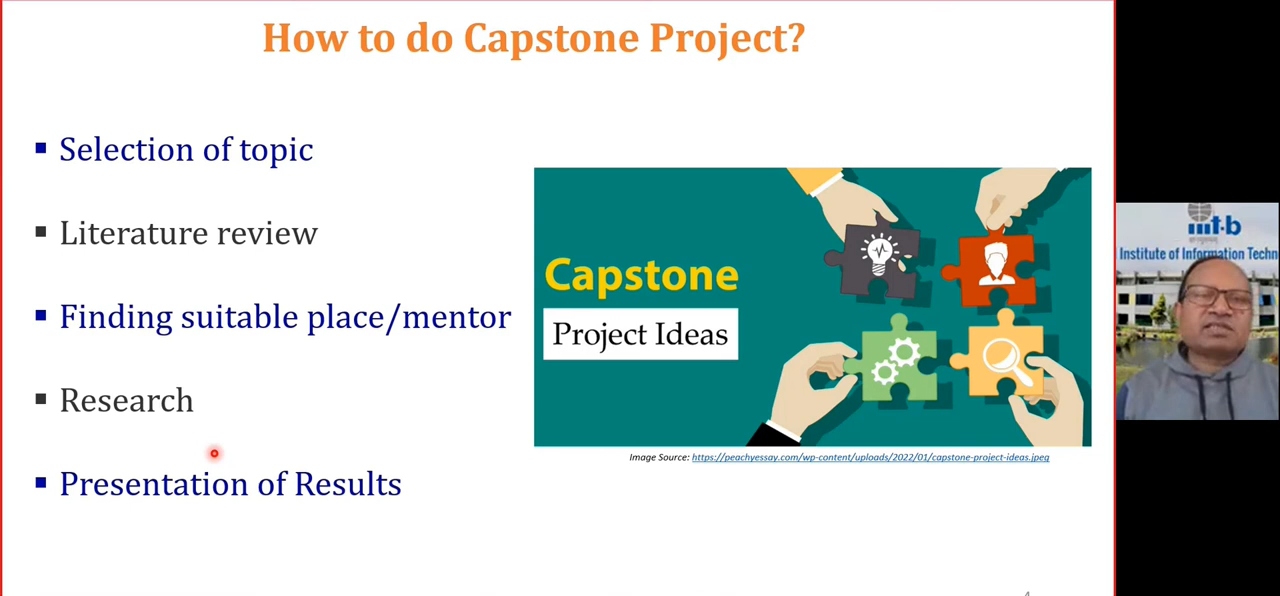 How to do Capstone Project?
▪ Selection of topic
▪ Literature review
▪ Finding suitable place/mentor
▪ Research
▪ Presentation of Results
Capstone
Project Ideas
Image Source: https://peachyessay.com/wp-content/uploads/2022/01/capstone-project-ideas.jpeg
Institute of Information Techn